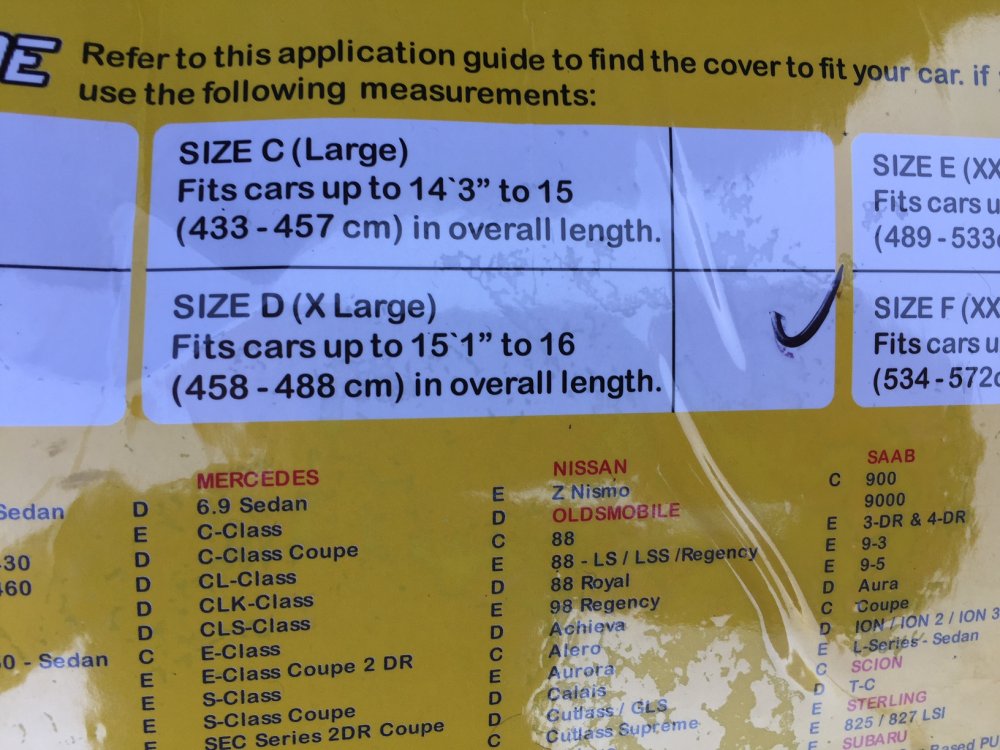 Refer to this application guide to find the cover to fit your car. if
use the following measurements:
SIZE C (Large)
Fits cars up to 14`3” to 15
(433 - 457 cm) in overall length.
SIZE D (X Large)
Fits cars up to 15`1” to 16
(458 - 488 cm) in overall length.
SIZE E (XX
Fits cars u
(489 - 533c
SIZE F (XX
Fits cars u
(534 - 572c
Sedan
-30
460
0 - Sedan
D
E
D
D
D
D
C
E
E
E
E
MERCEDES
6.9 Sedan
C-Class
C-Class Coupe
CL-Class
CLK-Class
CLS-Class
E-Class
E-Class Coupe 2 DR
S-Class
S-Class Coupe
SEC Series 2DR Coupe
E
D
C
E
D
E
D
C
E
D
D
C
NISSAN
Z Nismo
OLDSMOBILE
88
88 - LS / LSS /Regency
88 Royal
98 Regency
Achieva
Alero
Aurora
Calais
Cutlass / GLS
Cutlass Supreme
C
E
E
E
D
C
D
E
C
D
E
E
E
SAAB
900
9000
3-DR & 4-DR
9-3
9-5
Aura
Coupe
ION / ION 2 / ION 3
L-Series - Sedan
SCION
T-C
STERLING
825 / 827 LSI
SUBARU